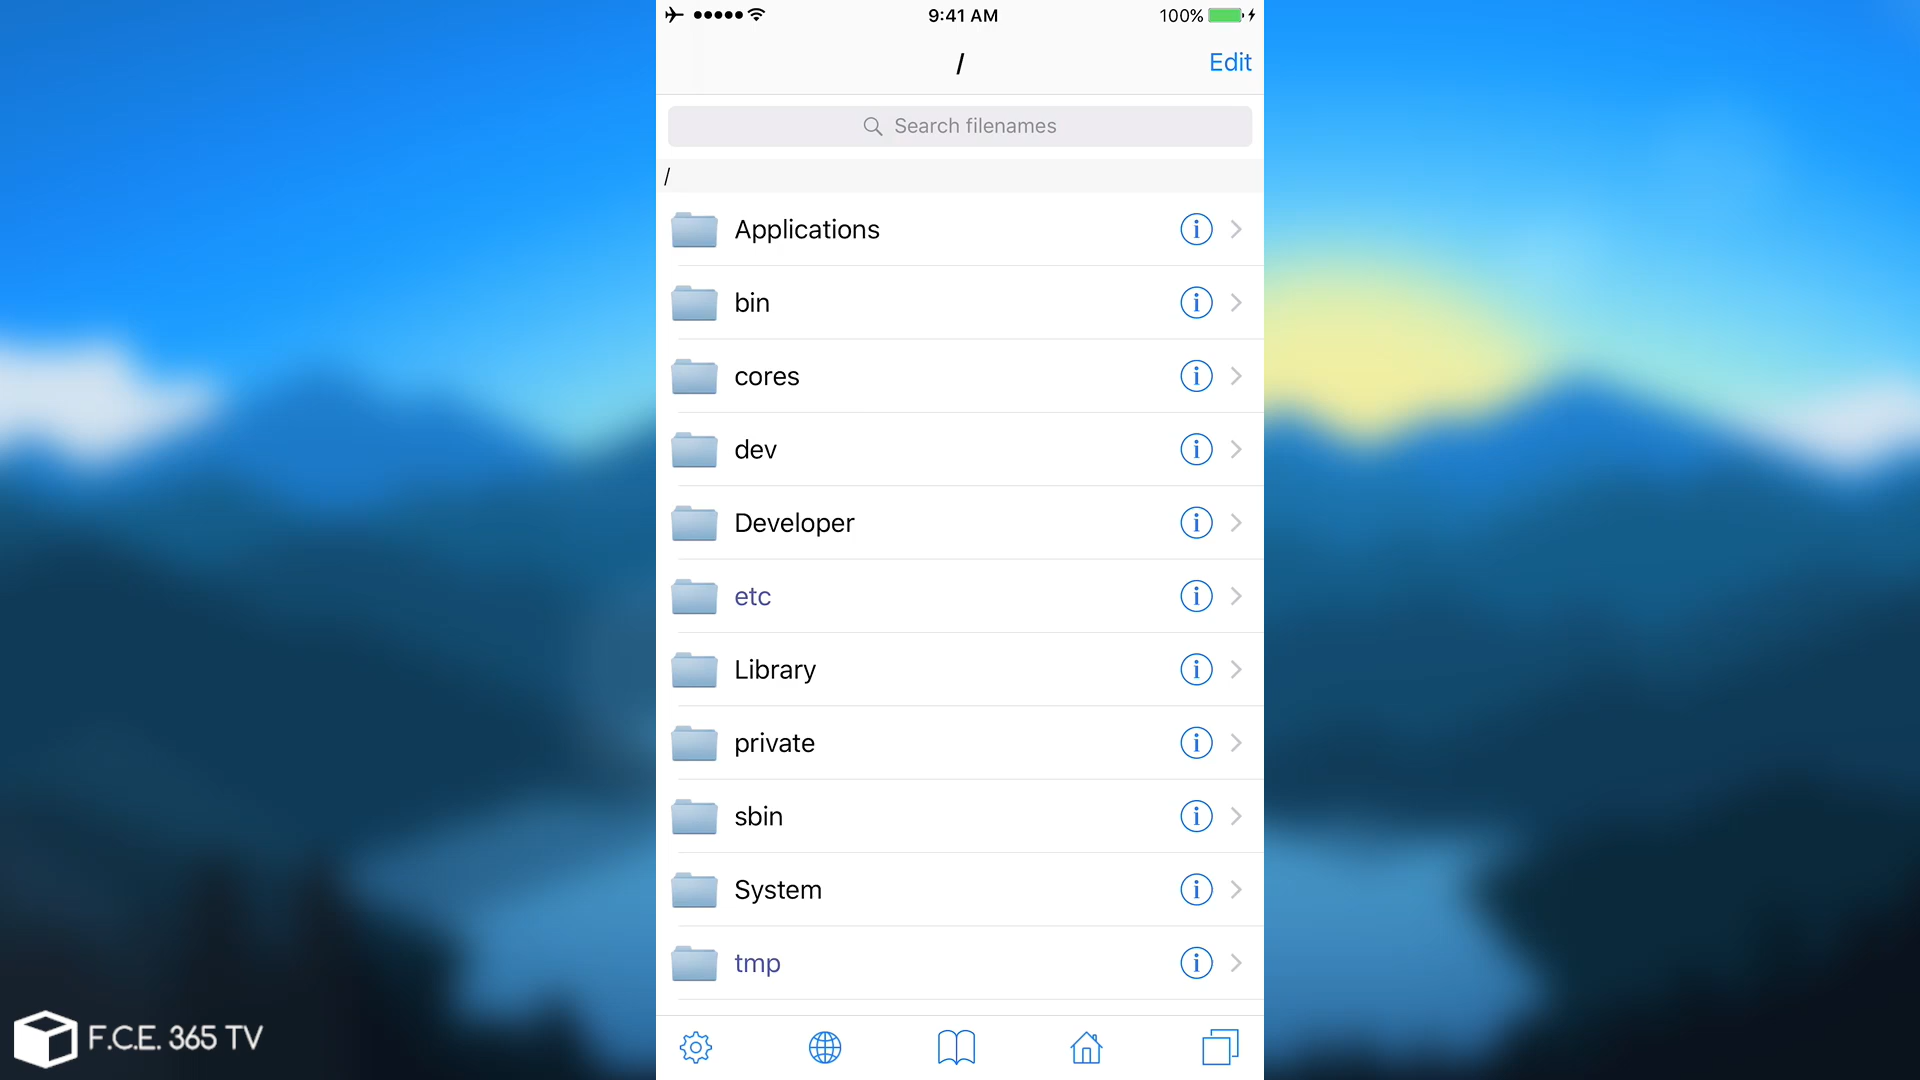 9:41 AM
100%
/
Edit
Search filenames
/
Applications
bin
cores
dev
Developer
etc
Library
private
sbin
System
tmp
F.C.E. 365 TV